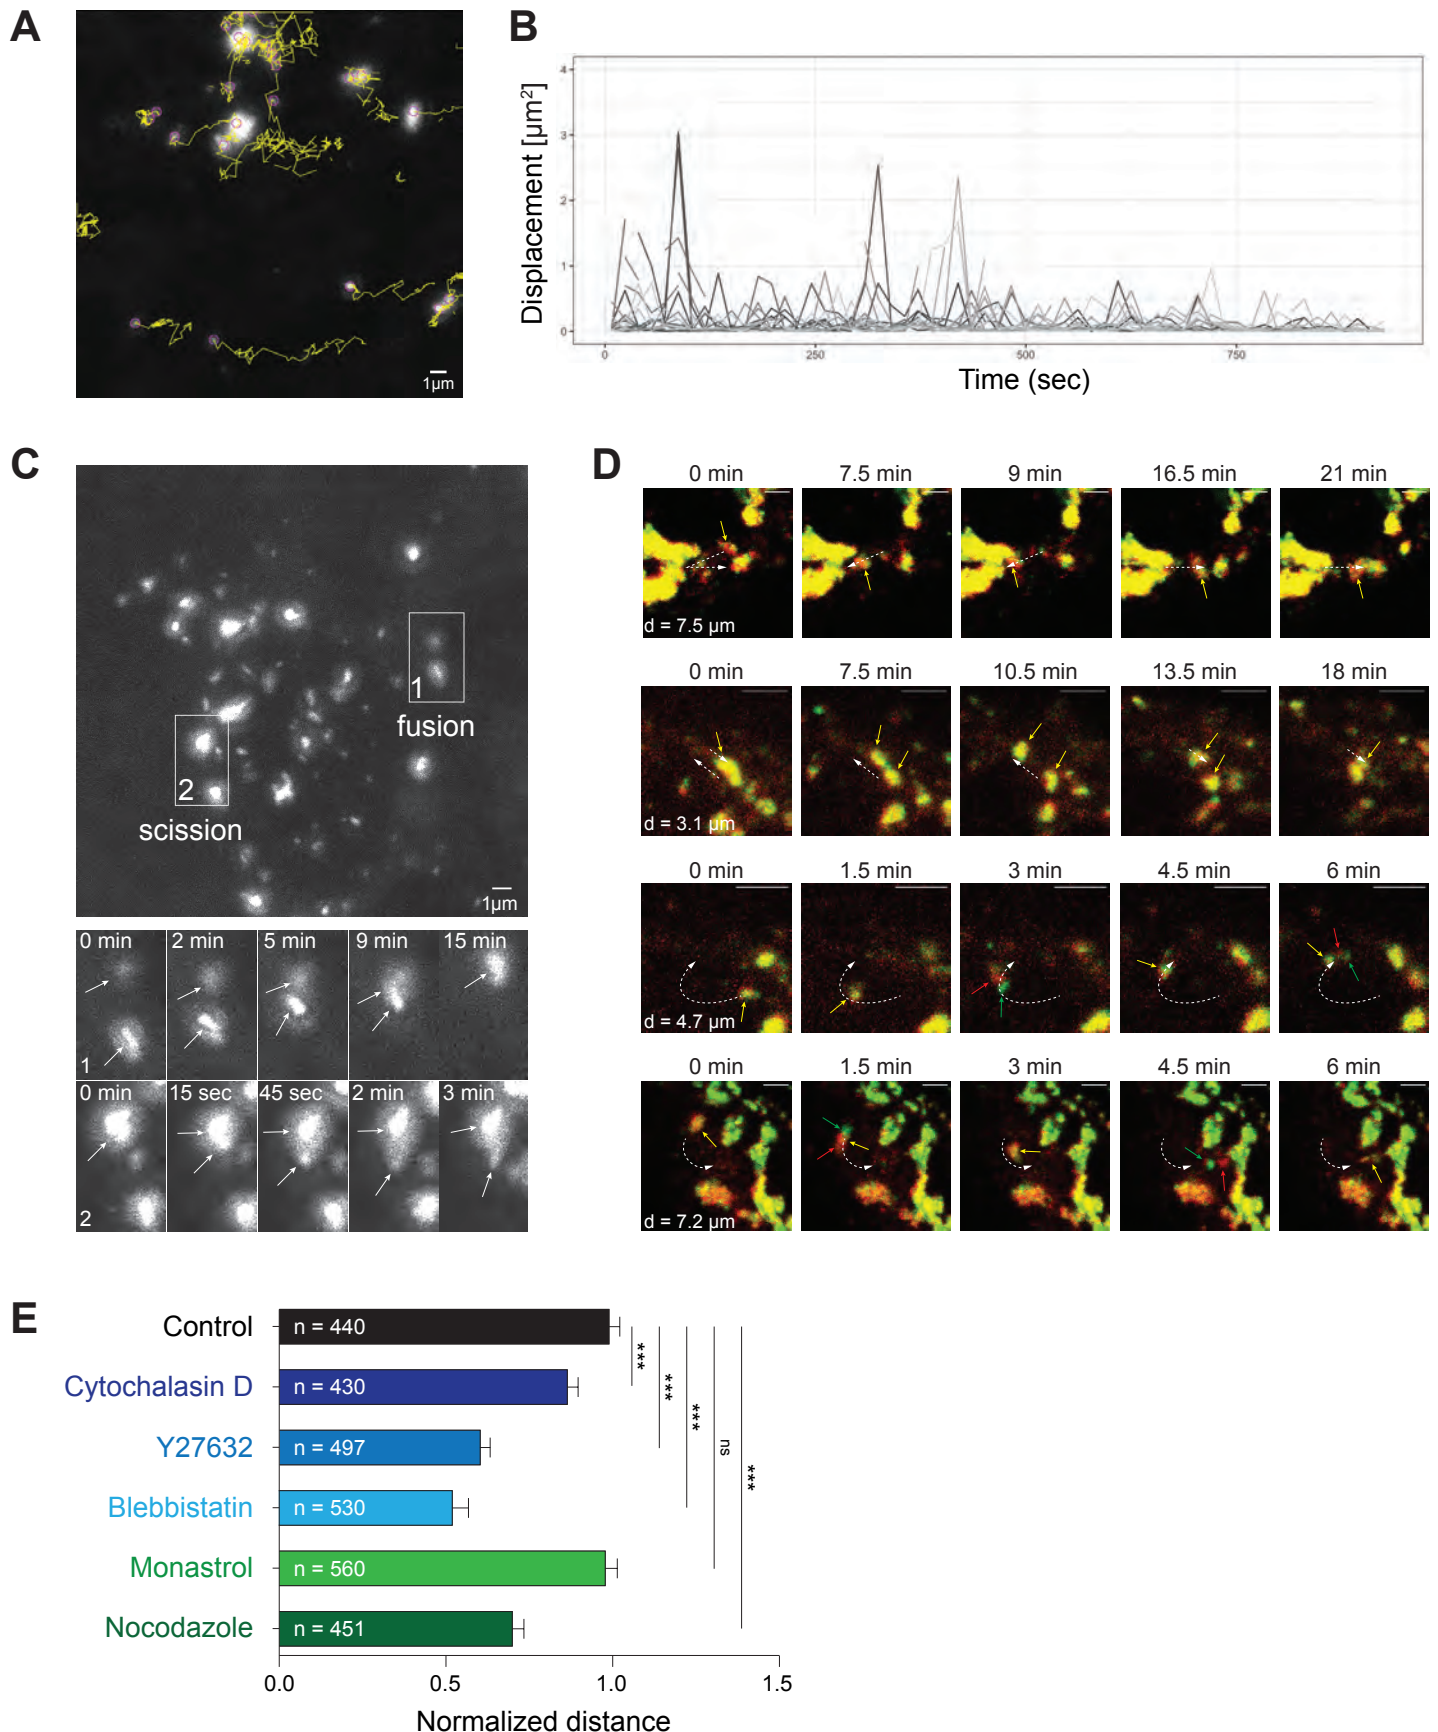 A
1µm
B
Displacement [µm²]
4
3
2
1
0
0 250 500 750
Time (sec)
C
1
fusion
2
scission
1µm
0 min 2 min 5 min 9 min 15 min
1
0 min 15 sec 45 sec 2 min 3 min
2
D
0 min 7.5 min 9 min 16.5 min 21 min
d = 7.5 µm
0 min 7.5 min 10.5 min 13.5 min 18 min
d = 3.1 µm
0 min 1.5 min 3 min 4.5 min 6 min
d = 4.7 µm
0 min 1.5 min 3 min 4.5 min 6 min
d = 7.2 µm
E
Control n = 440
Cytochalasin D n = 430
Y27632 n = 497
Blebbistatin n = 530
Monastrol n = 560
Nocodazole n = 451
***
***
***
ns
***
0.0 0.5 1.0 1.5
Normalized distance